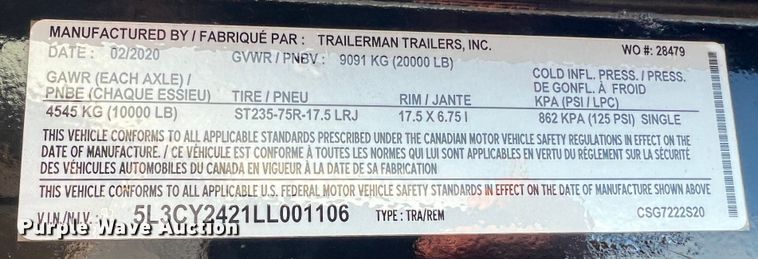 MANUFACTURED BY / FABRIQUÉ PAR : TRAILERMAN TRAILERS, INC.
DATE : 02/2020 GVWR / PNBV : 9091 KG (20000 LB) WO #: 28479
GAWR (EACH AXLE) / PNBE (CHAQUE ESSIEU) TIRE / PNEU RIM / JANTE COLD INFL. PRESS. / PRESS. DE GONFL. À FROID KPA (PSI / LPC)
4545 KG (10000 LB) ST235-75R-17.5 LRJ 17.5 X 6.75 I 862 KPA (125 PSI) SINGLE
THIS VEHICLE CONFORMS TO ALL APPLICABLE STANDARDS PRESCRIBED UNDER THE CANADIAN MOTOR VEHICLE SAFETY REGULATIONS IN EFFECT ON THE
DATE OF MANUFACTURE. / CE VÉHICULE EST CONFORME À TOUTES LES NORMES QUI LUI SONT APPLICABLES EN VERTU DU RÈGLEMENT SUR LA SÉCURITÉ
DES VÉHICULES AUTOMOBILES DU CANADA EN VIGUEUR À LA DATE DE SA FABRICATION
THIS VEHICLE CONFORMS TO ALL APPLICABLE U.S. FEDERAL MOTOR VEHICLE SAFETY STANDARDS IN EFFECT ON THE DATE OF MANUFACTURE SHOWN ABOVE
V.I.N./N.I.V. : 5L3CY2421LL001106 TYPE : TRA/REM CSG7222S20
Purple Wave Auction